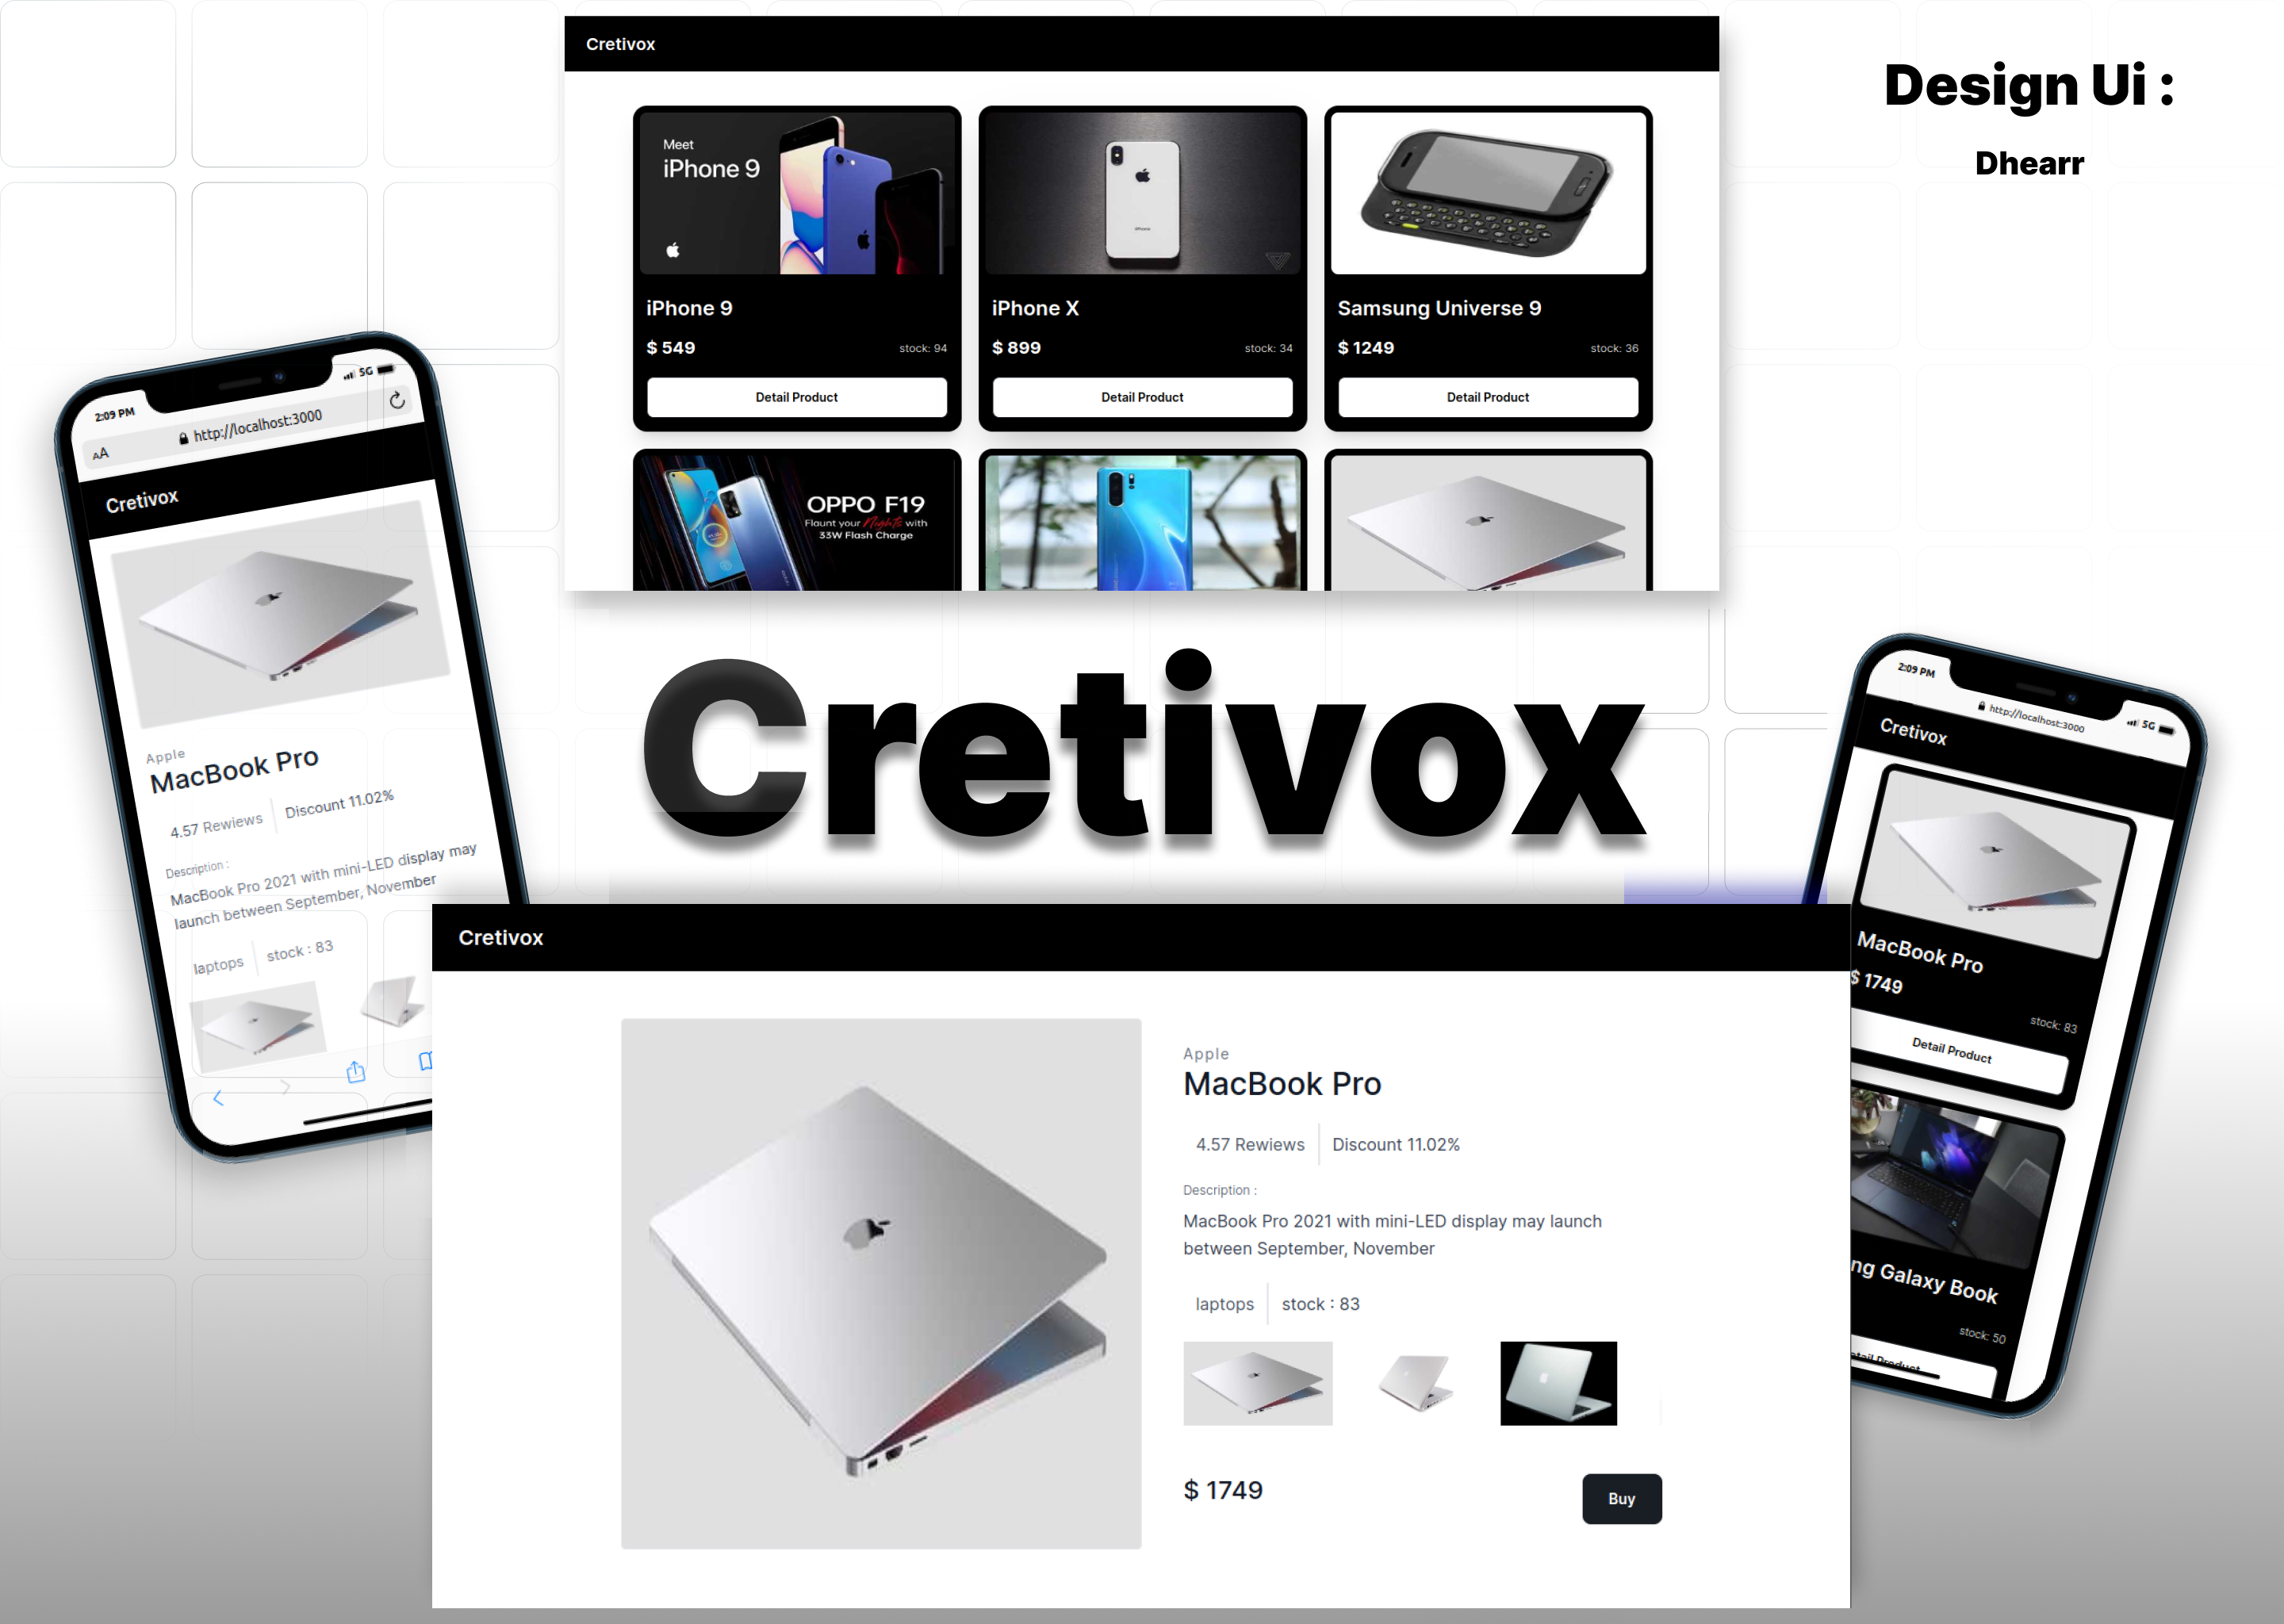 Cretivox
Design Ui :
Dhearr
Meet
iPhone 9
iPhone 9
$ 549
stock: 94
Detail Product
iPhone
iPhone X
$ 899
stock: 34
Detail Product
Samsung Universe 9
$ 1249
stock: 36
Detail Product
OPPO F19
Flaunt your Nights with
33W Flash Charge
2:09 PM
5G
AA
http://localhost:3000
Cretivox
Apple
MacBook Pro
4.57 Rewiews
Discount 11.02%
Description :
MacBook Pro 2021 with mini-LED display may
launch between September, November
laptops
stock : 83
Cretivox
2:09 PM
5G
http://localhost:3000
Cretivox
MacBook Pro
$ 1749
stock: 83
Detail Product
ng Galaxy Book
stock: 50
etail Product
Cretivox
Apple
MacBook Pro
4.57 Rewiews
Discount 11.02%
Description :
MacBook Pro 2021 with mini-LED display may launch
between September, November
laptops
stock : 83
$ 1749
Buy